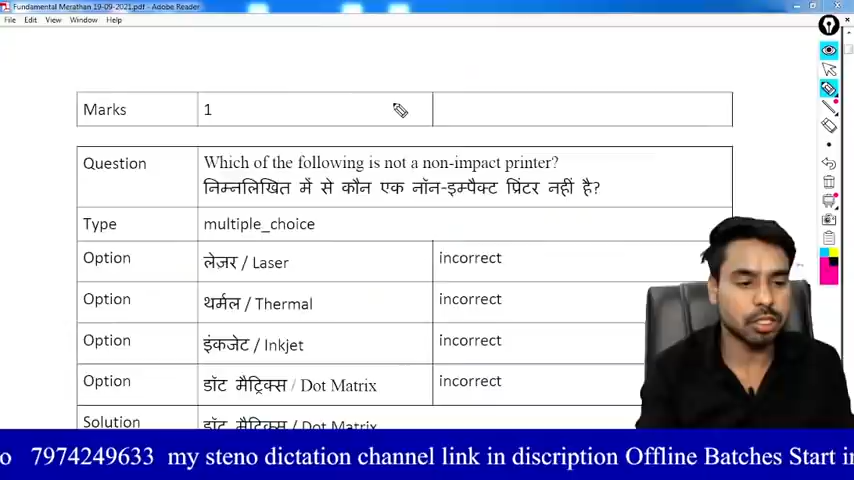 Fundamental Merathan 19-09-2021.pdf - Adobe Reader
File Edit View Window Help
Marks 1
Question Which of the following is not a non-impact printer?
निम्नलिखित में से कौन एक नॉन-इम्पैक्ट प्रिंटर नहीं है?
Type multiple_choice
Option लेजर / Laser incorrect
Option थर्मल / Thermal incorrect
Option इंकजेट / Inkjet incorrect
Option डॉट मैट्रिक्स / Dot Matrix incorrect
Solution डॉट मैट्रिक्स / Dot Matrix
o 7974249633 my steno dictation channel link in discription Offline Batches Start in